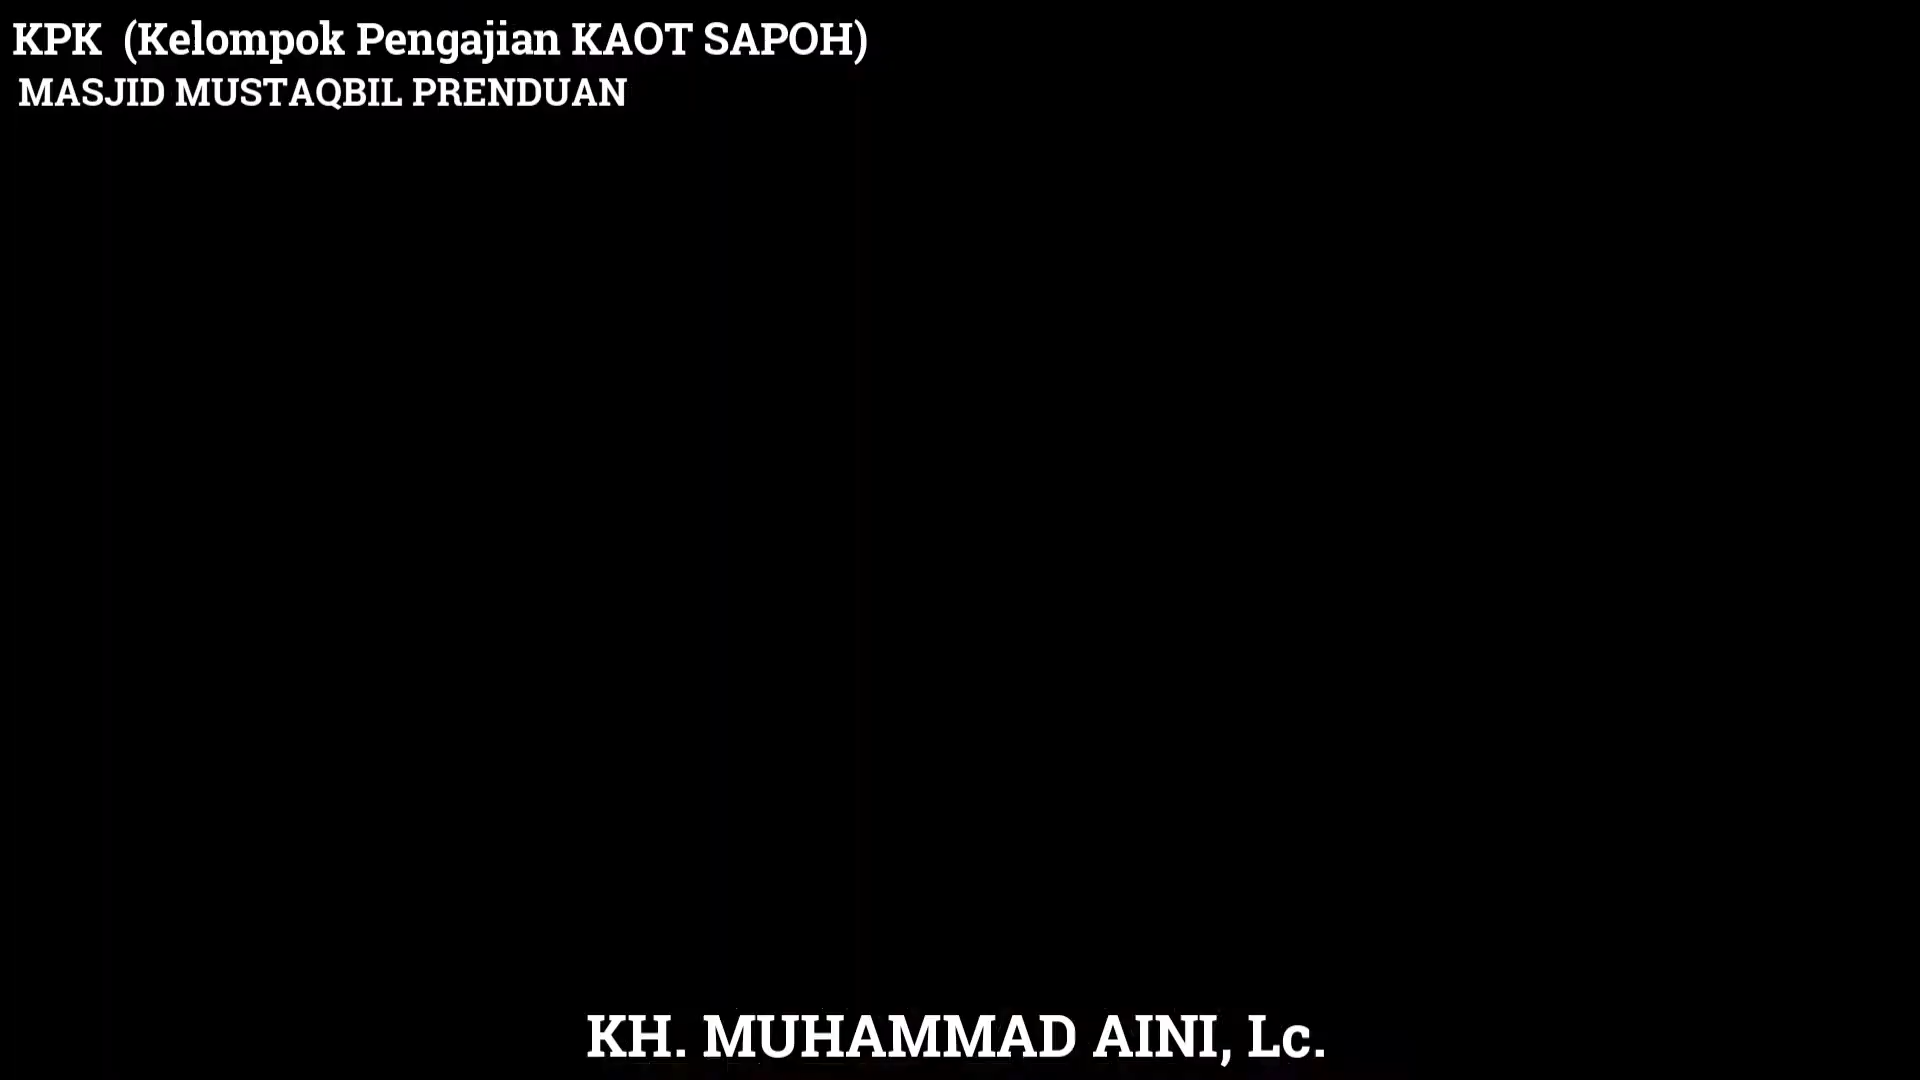 KPK (Kelompok Pengajian KAOT SAPOH)
MASJID MUSTAQBIL PRENDUAN
KH. MUHAMMAD AINI, Lc.